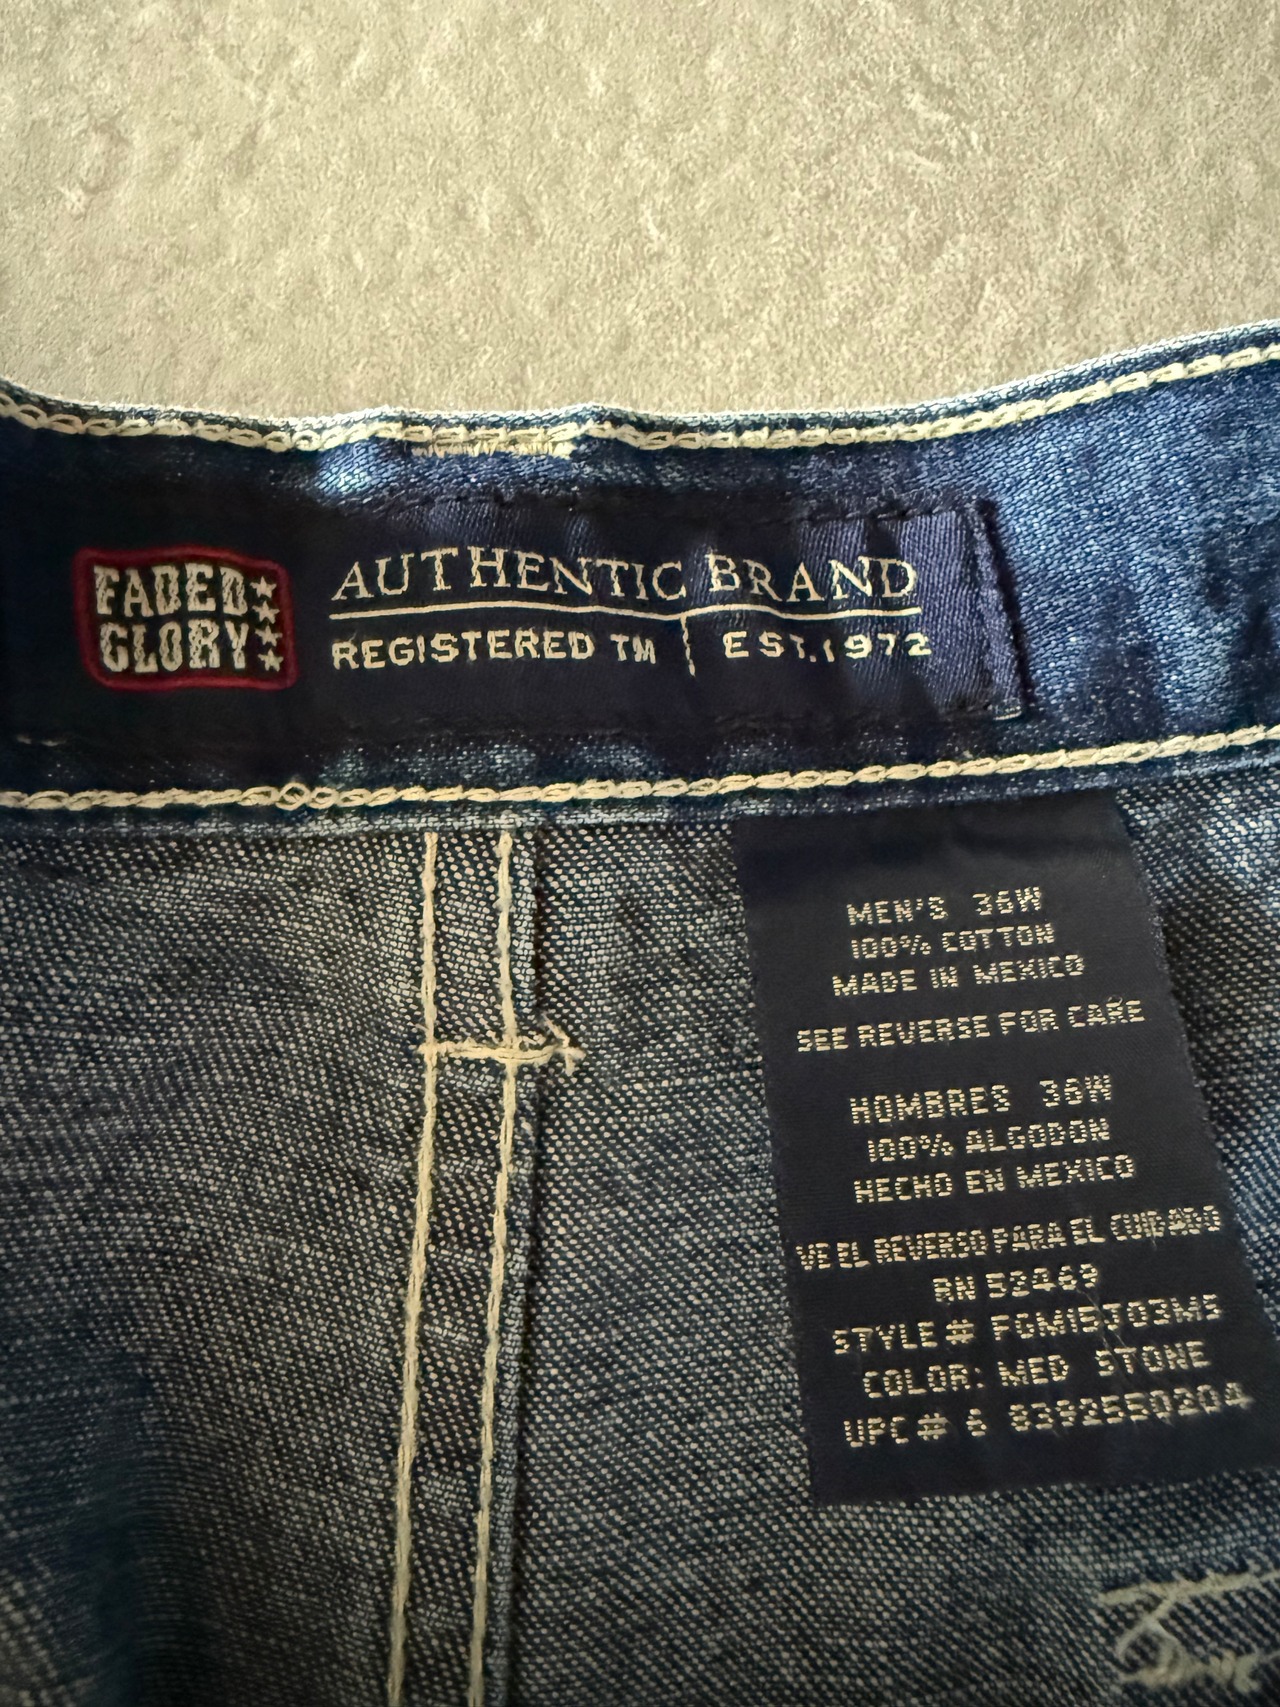 FADED
GLORY
AUTHENTIC BRAND
REGISTERED TM | EST. 1972
MEN'S 36W
100% COTTON
MADE IN MEXICO
SEE REVERSE FOR CARE
HOMBRES 36W
100% ALGODON
HECHO EN MEXICO
VE EL REVERSO PARA EL CUIDADO
RN 52469
STYLE# FGM15J03MS
COLOR: MED STONE
UPC# 6 8392550204